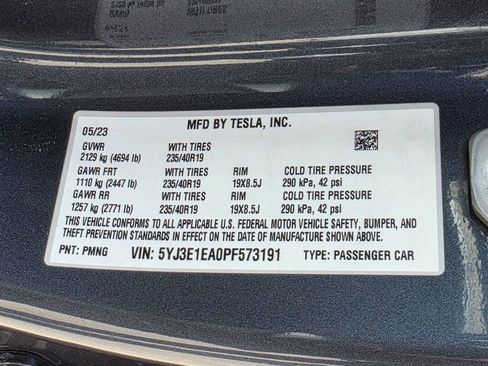 MFD BY TESLA, INC.
05/23
GVWR WITH TIRES
2129 kg (4694 lb) 235/40R19
GAWR FRT WITH TIRES RIM COLD TIRE PRESSURE
1110 kg (2447 lb) 235/40R19 19X8.5J 290 kPa, 42 psi
GAWR RR WITH TIRES RIM COLD TIRE PRESSURE
1257 kg (2771 lb) 235/40R19 19X8.5J 290 kPa, 42 psi
THIS VEHICLE CONFORMS TO ALL APPLICABLE U.S. FEDERAL MOTOR VEHICLE SAFETY, BUMPER, AND
THEFT PREVENTION STANDARDS IN EFFECT ON THE DATE OF MANUFACTURE SHOWN ABOVE.
PNT: PMNG VIN: 5YJ3E1EA0PF573191 TYPE: PASSENGER CAR